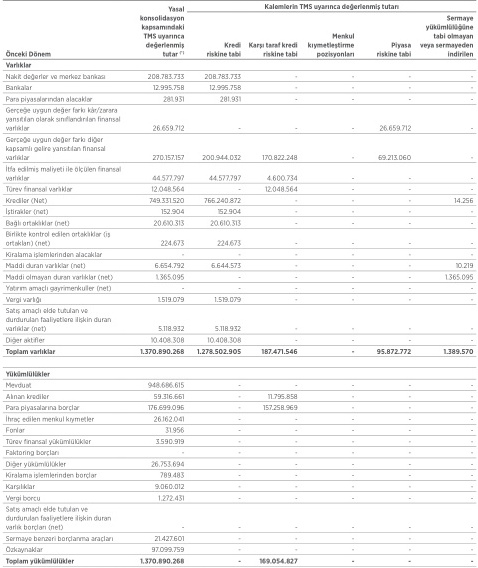 Kalemlerin TMS uyarınca değerlenmiş tutarı
Önceki Dönem | Yasal konsolidasyon kapsamındaki TMS uyarınca değerlenmiş tutar (*) | Kredi riskine tabi | Karşı taraf kredi riskine tabi | Menkul kıymetleştirme pozisyonları | Piyasa riskine tabi | Sermaye yükümlülüğüne tabi olmayan veya sermayeden indirilen
Varlıklar
Nakit değerler ve merkez bankası 208.783.733 208.783.733 - - - -
Bankalar 12.995.758 12.995.758 - - - -
Para piyasalarından alacaklar 281.931 281.931 - - - -
Gerçeğe uygun değer farkı kâr/zarara
yansıtılan olarak sınıflandırılan finansal
varlıklar 26.659.712 - - - 26.659.712 -
Gerçeğe uygun değer farkı diğer
kapsamlı gelire yansıtılan finansal
varlıklar 270.157.157 200.944.032 170.822.248 - 69.213.060 -
İtfa edilmiş maliyeti ile ölçülen finansal
varlıklar 44.577.797 44.577.797 4.600.734 - - -
Türev finansal varlıklar 12.048.564 - 12.048.564 - - -
Krediler (Net) 749.331.520 766.240.872 - - - 14.256
İştirakler (net) 152.904 152.904 - - - -
Bağlı ortaklıklar (net) 20.610.313 20.610.313 - - - -
Birlikte kontrol edilen ortaklıklar (iş
ortakları) (net) 224.673 224.673 - - - -
Kiralama işlemlerinden alacaklar - - - - - -
Maddi duran varlıklar (net) 6.654.792 6.644.573 - - - 10.219
Maddi olmayan duran varlıklar (net) 1.365.095 - - - - 1.365.095
Yatırım amaçlı gayrimenkuller (net) - - - - - -
Vergi varlığı 1.519.079 1.519.079 - - - -
Satış amaçlı elde tutulan ve
durdurulan faaliyetlere ilişkin duran
varlıklar (net) 5.118.932 5.118.932 - - - -
Diğer aktifler 10.408.308 10.408.308 - - - -
Toplam varlıklar 1.370.890.268 1.278.502.905 187.471.546 - 95.872.772 1.389.570
Yükümlülükler
Mevduat 948.686.615 - - - - -
Alınan krediler 59.316.661 - 11.795.858 - - -
Para piyasalarına borçlar 176.699.096 - 157.258.969 - - -
İhraç edilen menkul kıymetler 26.162.041 - - - - -
Fonlar 31.956 - - - - -
Türev finansal yükümlülükler 3.590.919 - - - - -
Faktoring borçları - - - - - -
Diğer yükümlülükler 26.753.694 - - - - -
Kiralama işlemlerinden borçlar 789.483 - - - - -
Karşılıklar 9.060.012 - - - - -
Vergi borcu 1.272.431 - - - - -
Satış amaçlı elde tutulan ve
durdurulan faaliyetlere ilişkin duran
varlık borçları (net) - - - - - -
Sermaye benzeri borçlanma araçları 21.427.601 - - - - -
Özkaynaklar 97.099.759 - - - - -
Toplam yükümlülükler 1.370.890.268 - 169.054.827 - - -